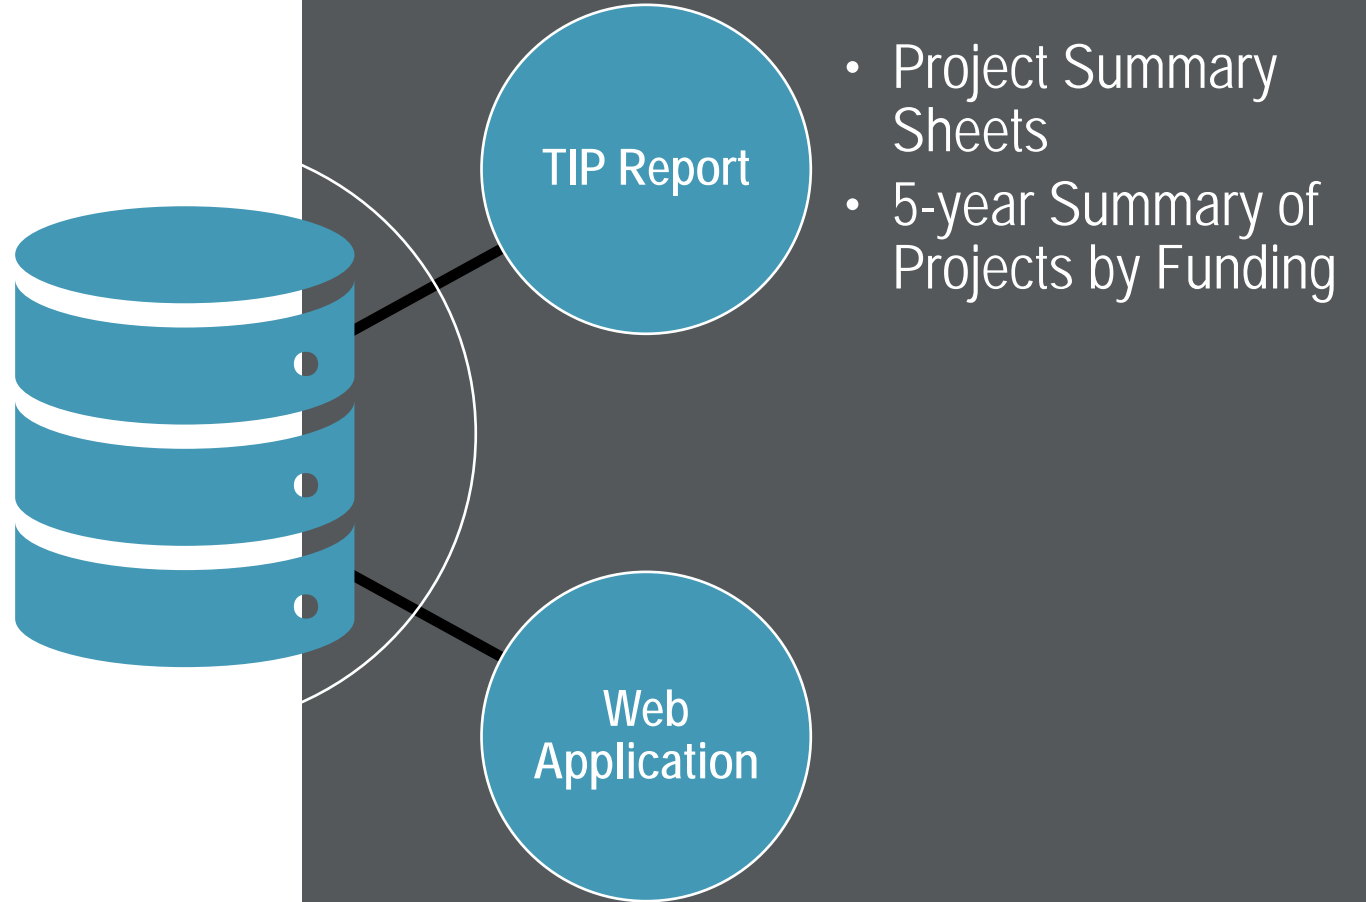 TIP Report
• Project Summary
Sheets
• 5-year Summary of
Projects by Funding
Web
Application